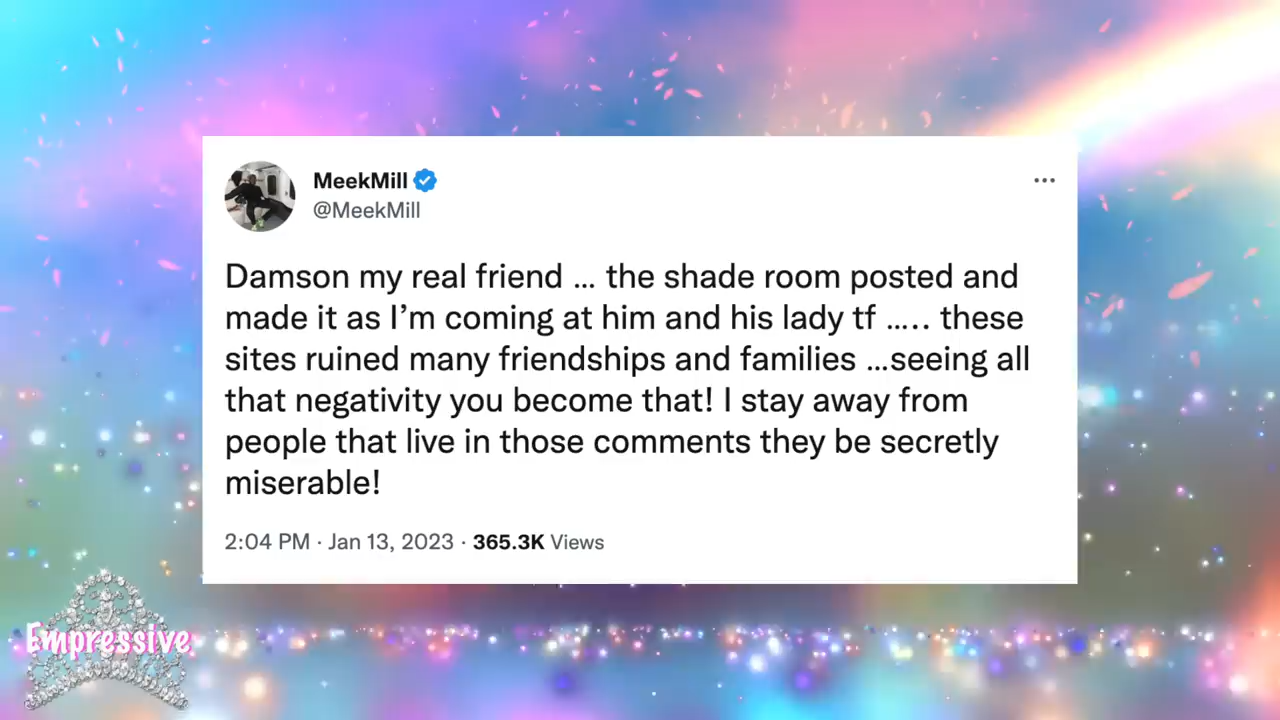 MeekMill
@MeekMill
Damson my real friend ... the shade room posted and
made it as I’m coming at him and his lady tf ..... these
sites ruined many friendships and families ...seeing all
that negativity you become that! I stay away from
people that live in those comments they be secretly
miserable!
2:04 PM · Jan 13, 2023 · 365.3K Views
Empressive